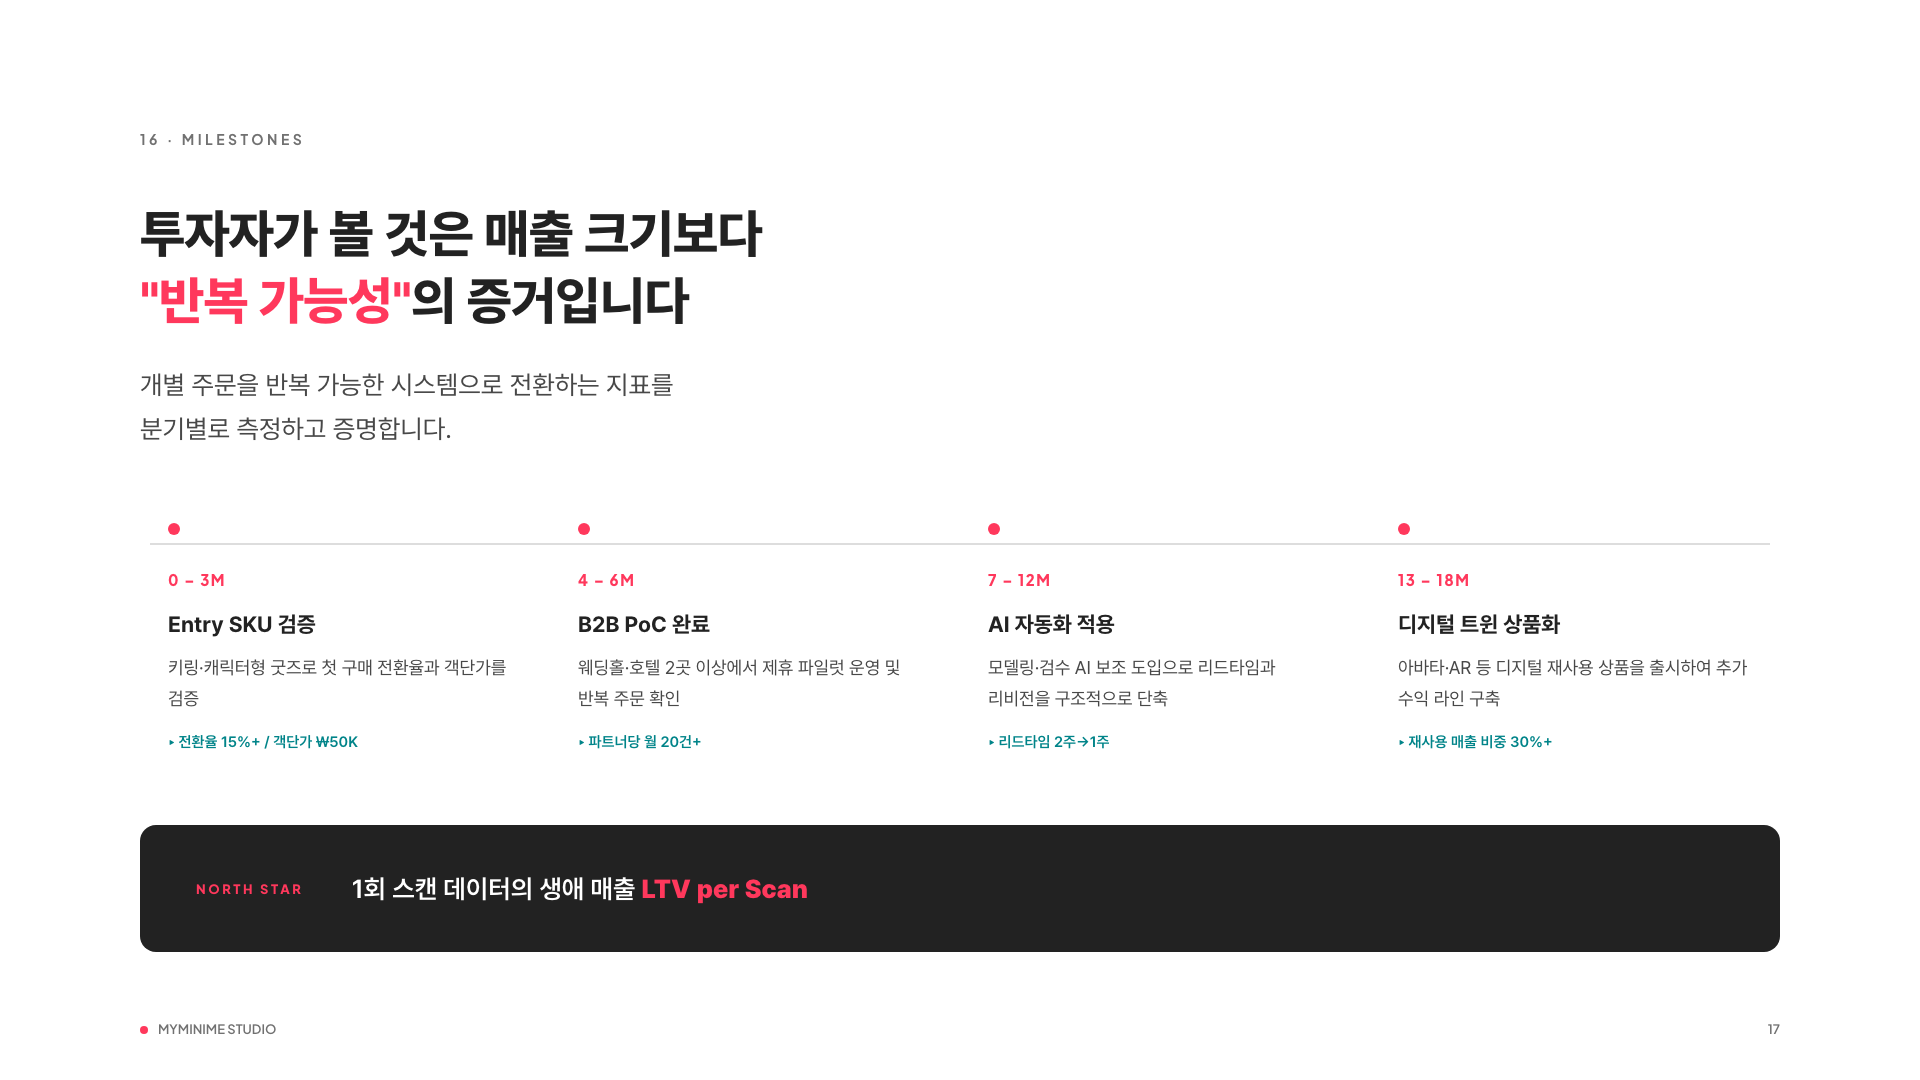 16 · MILESTONES
투자자가 볼 것은 매출 크기보다
"반복 가능성"의 증거입니다
개별 주문을 반복 가능한 시스템으로 전환하는 지표를
분기별로 측정하고 증명합니다.
0 – 3M
Entry SKU 검증
키링·캐릭터형 굿즈로 첫 구매 전환율과 객단가를
검증
▸ 전환율 15%+ / 객단가 ₩50K
4 – 6M
B2B PoC 완료
웨딩홀·호텔 2곳 이상에서 제휴 파일럿 운영 및
반복 주문 확인
▸ 파트너당 월 20건+
7 – 12M
AI 자동화 적용
모델링·검수 AI 보조 도입으로 리드타임과
리비전을 구조적으로 단축
▸ 리드타임 2주→1주
13 – 18M
디지털 트윈 상품화
아바타·AR 등 디지털 재사용 상품을 출시하여 추가
수익 라인 구축
▸ 재사용 매출 비중 30%+
NORTH STAR
1회 스캔 데이터의 생애 매출 LTV per Scan
MYMINIME STUDIO
17